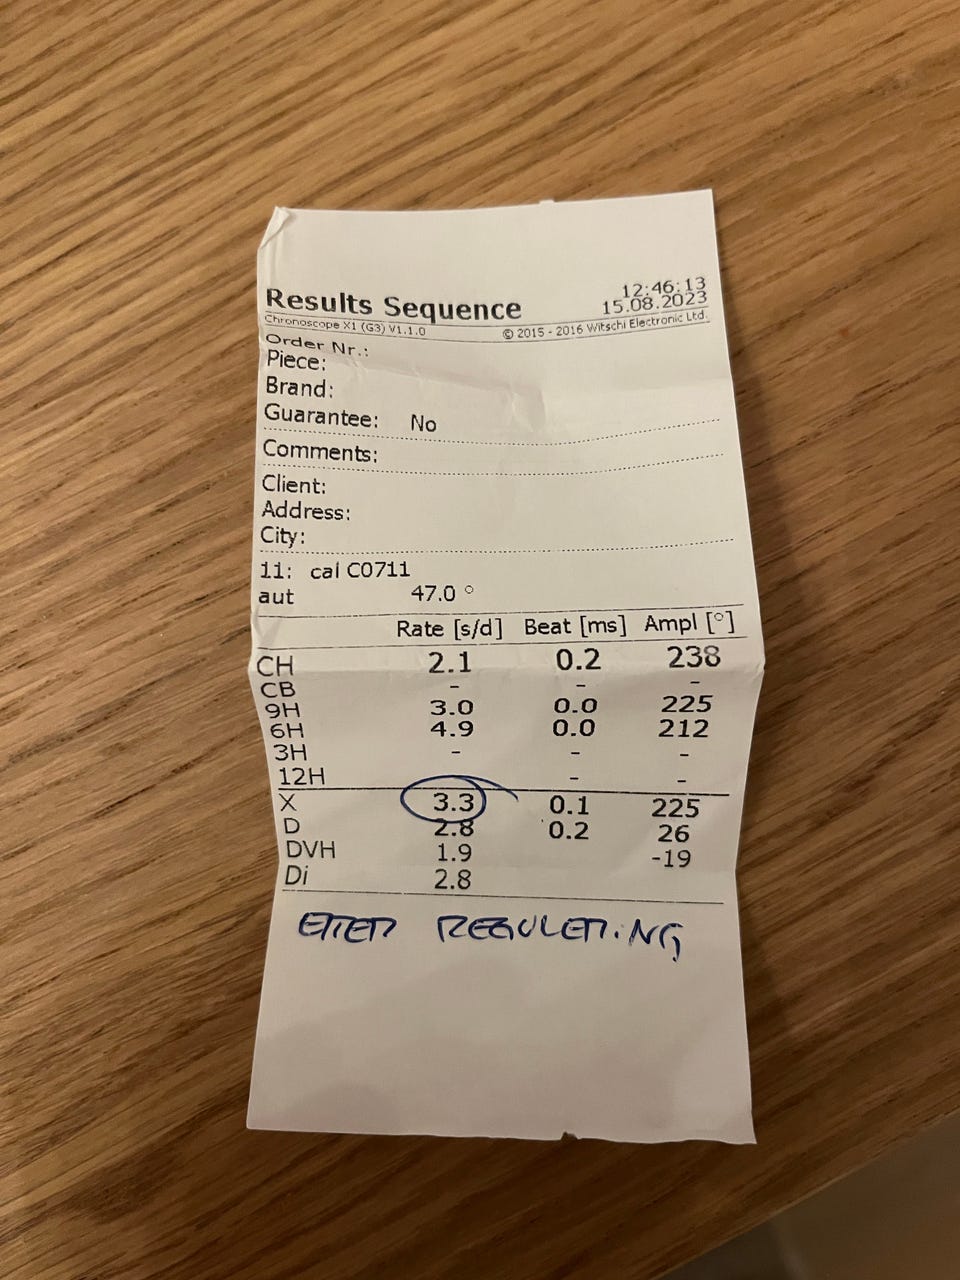 Results Sequence 12:46:13
15.08.2023
Chronoscope X1 (G3) V1.1.0 © 2015 - 2016 Witschi Electronic Ltd.
Order Nr.:
Piece:
Brand:
Guarantee: No
Comments:
Client:
Address:
City:
11: cal C0711
aut 47.0 °
Rate [s/d] Beat [ms] Ampl [°]
CH 2.1 0.2 238
CB - - -
9H 3.0 0.0 225
6H 4.9 0.0 212
3H - - -
12H - -
X 3.3 0.1 225
D 2.8 0.2 26
DVH 1.9 -19
Di 2.8
ETTER REGULERING